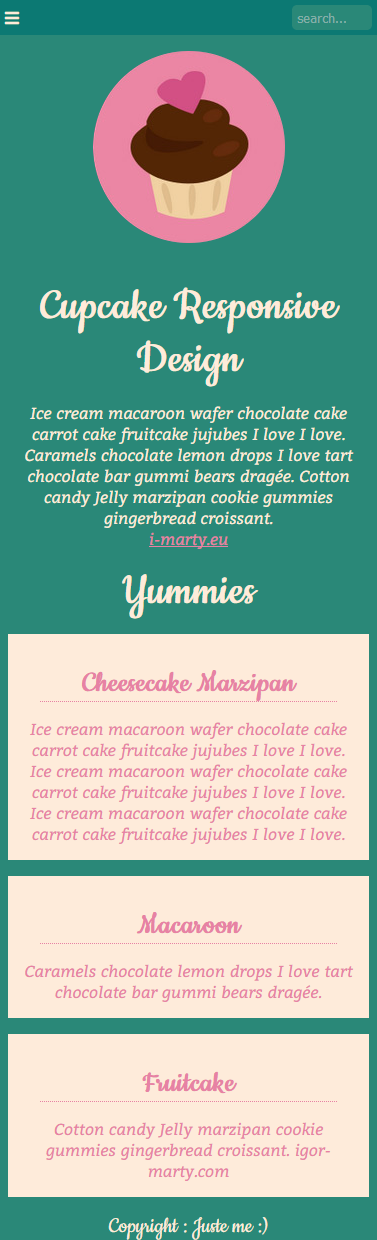 search...
Cupcake Responsive
Design
Ice cream macaroon wafer chocolate cake
carrot cake fruitcake jujubes I love I love.
Caramels chocolate lemon drops I love tart
chocolate bar gummi bears dragée. Cotton
candy Jelly marzipan cookie gummies
gingerbread croissant.
i-marty.eu
Yummies
Cheesecake Marzipan
Ice cream macaroon wafer chocolate cake
carrot cake fruitcake jujubes I love I love.
Ice cream macaroon wafer chocolate cake
carrot cake fruitcake jujubes I love I love.
Ice cream macaroon wafer chocolate cake
carrot cake fruitcake jujubes I love I love.
Macaroon
Caramels chocolate lemon drops I love tart
chocolate bar gummi bears dragée.
Fruitcake
Cotton candy Jelly marzipan cookie
gummies gingerbread croissant. igor-
marty.com
Copyright : Juste me :)